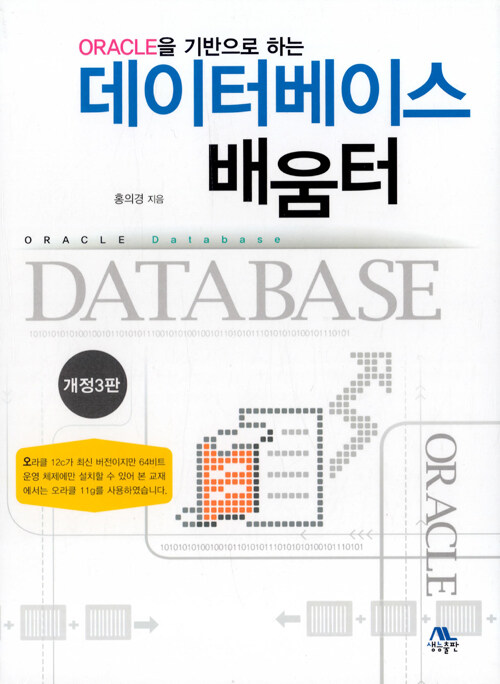 ORACLE을 기반으로 하는
데이터베이스
배움터
홍의경 지음
ORACLE Database
DATABASE
개정3판
오라클 12c가 최신 버전이지만 64비트
운영 체제에만 설치할 수 있어 본 교재
에서는 오라클 11g를 사용하였습니다.
ORACLE
생능출판